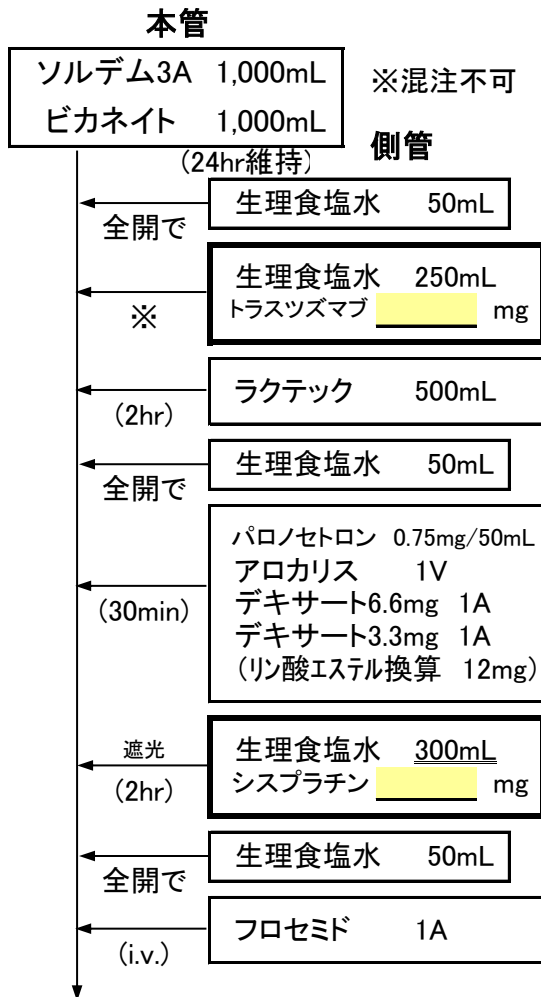 本管
ソルデム3A 1,000mL
ビカネイト 1,000mL
※混注不可
(24hr維持)
側管
生理食塩水 50mL
全開で
生理食塩水 250mL
トラスツズマブ mg
※
ラクテック 500mL
(2hr)
生理食塩水 50mL
全開で
パロノセトロン 0.75mg/50mL
アロカリス 1V
デキサート6.6mg 1A
デキサート3.3mg 1A
(リン酸エステル換算 12mg)
(30min)
遮光
生理食塩水 300mL
シスプラチン mg
(2hr)
生理食塩水 50mL
全開で
フロセミド 1A
(i.v.)